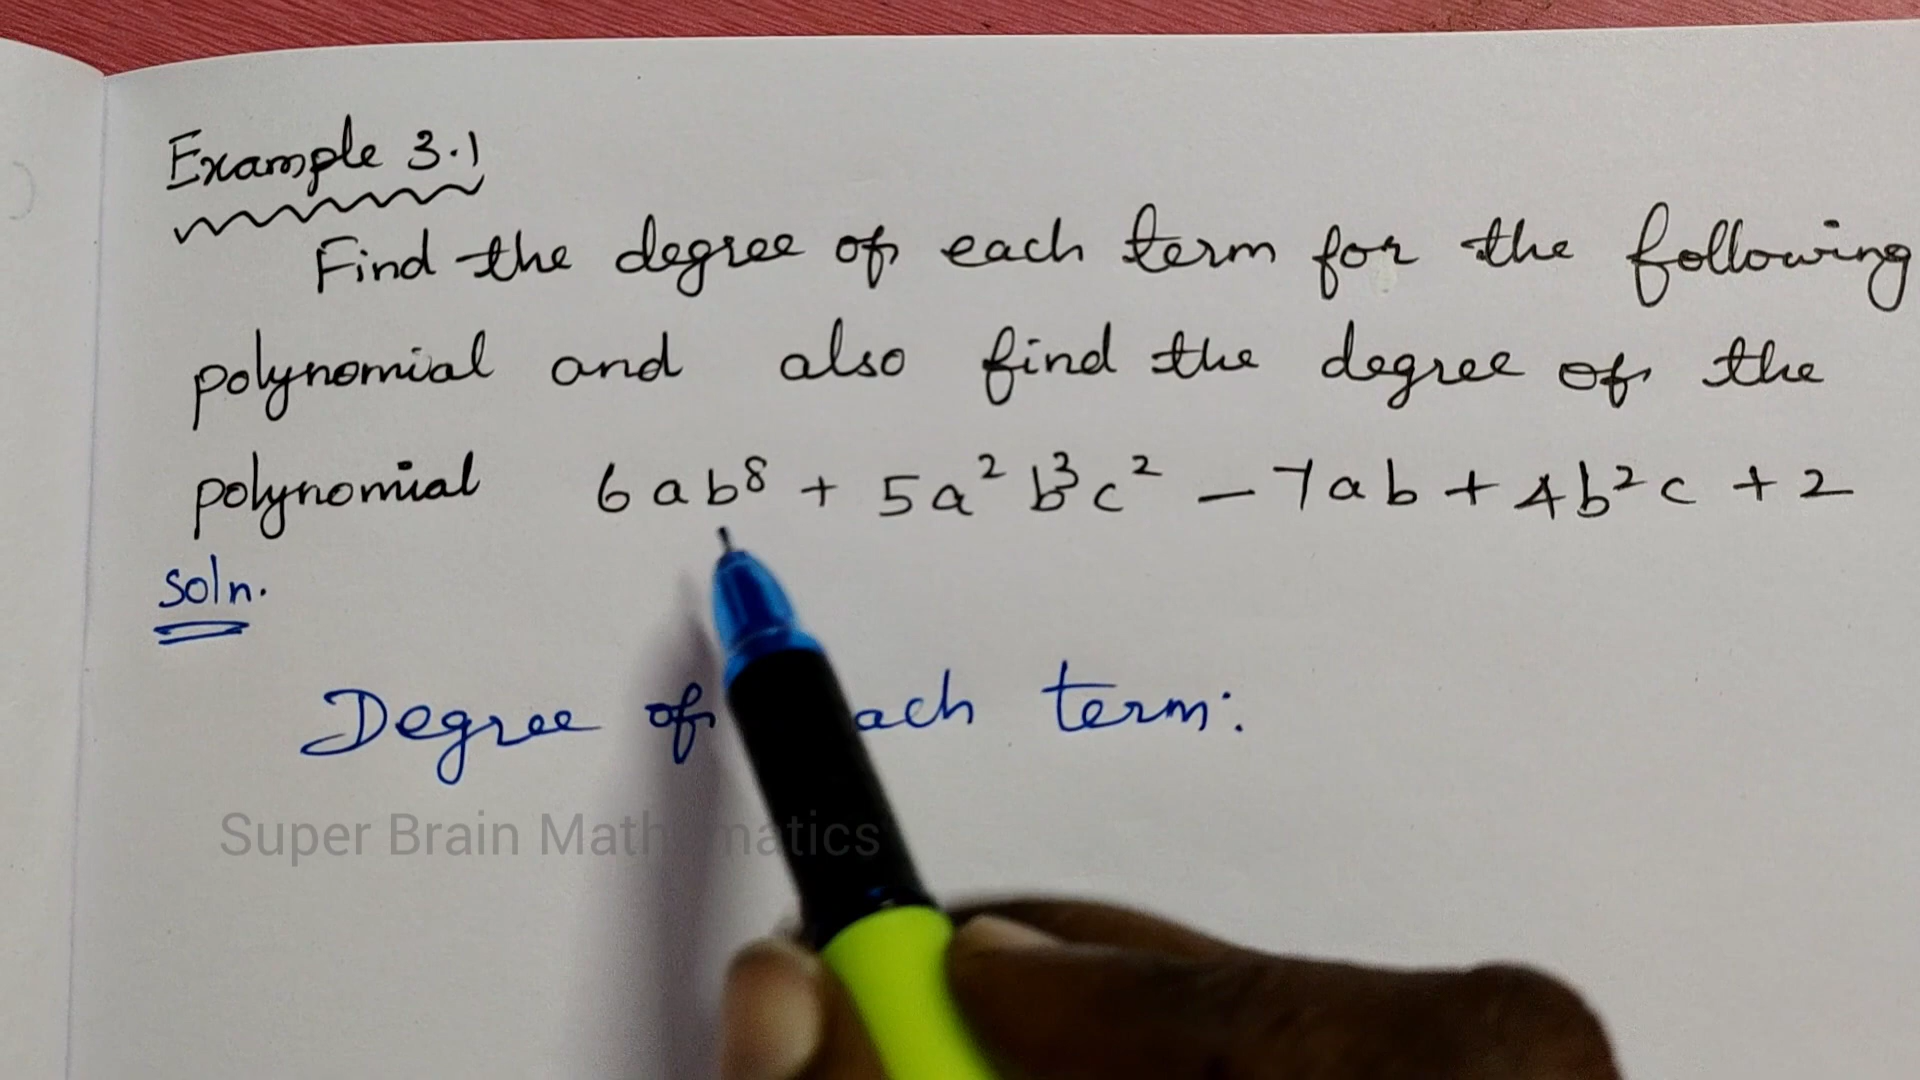 Example 3.1
Find the degree of each term for the following
polynomial and also find the degree of the
polynomial 6ab⁸ + 5a²b³c² - 7ab + 4b²c + 2
Soln.
Degree of ach term:
Super Brain Math matics